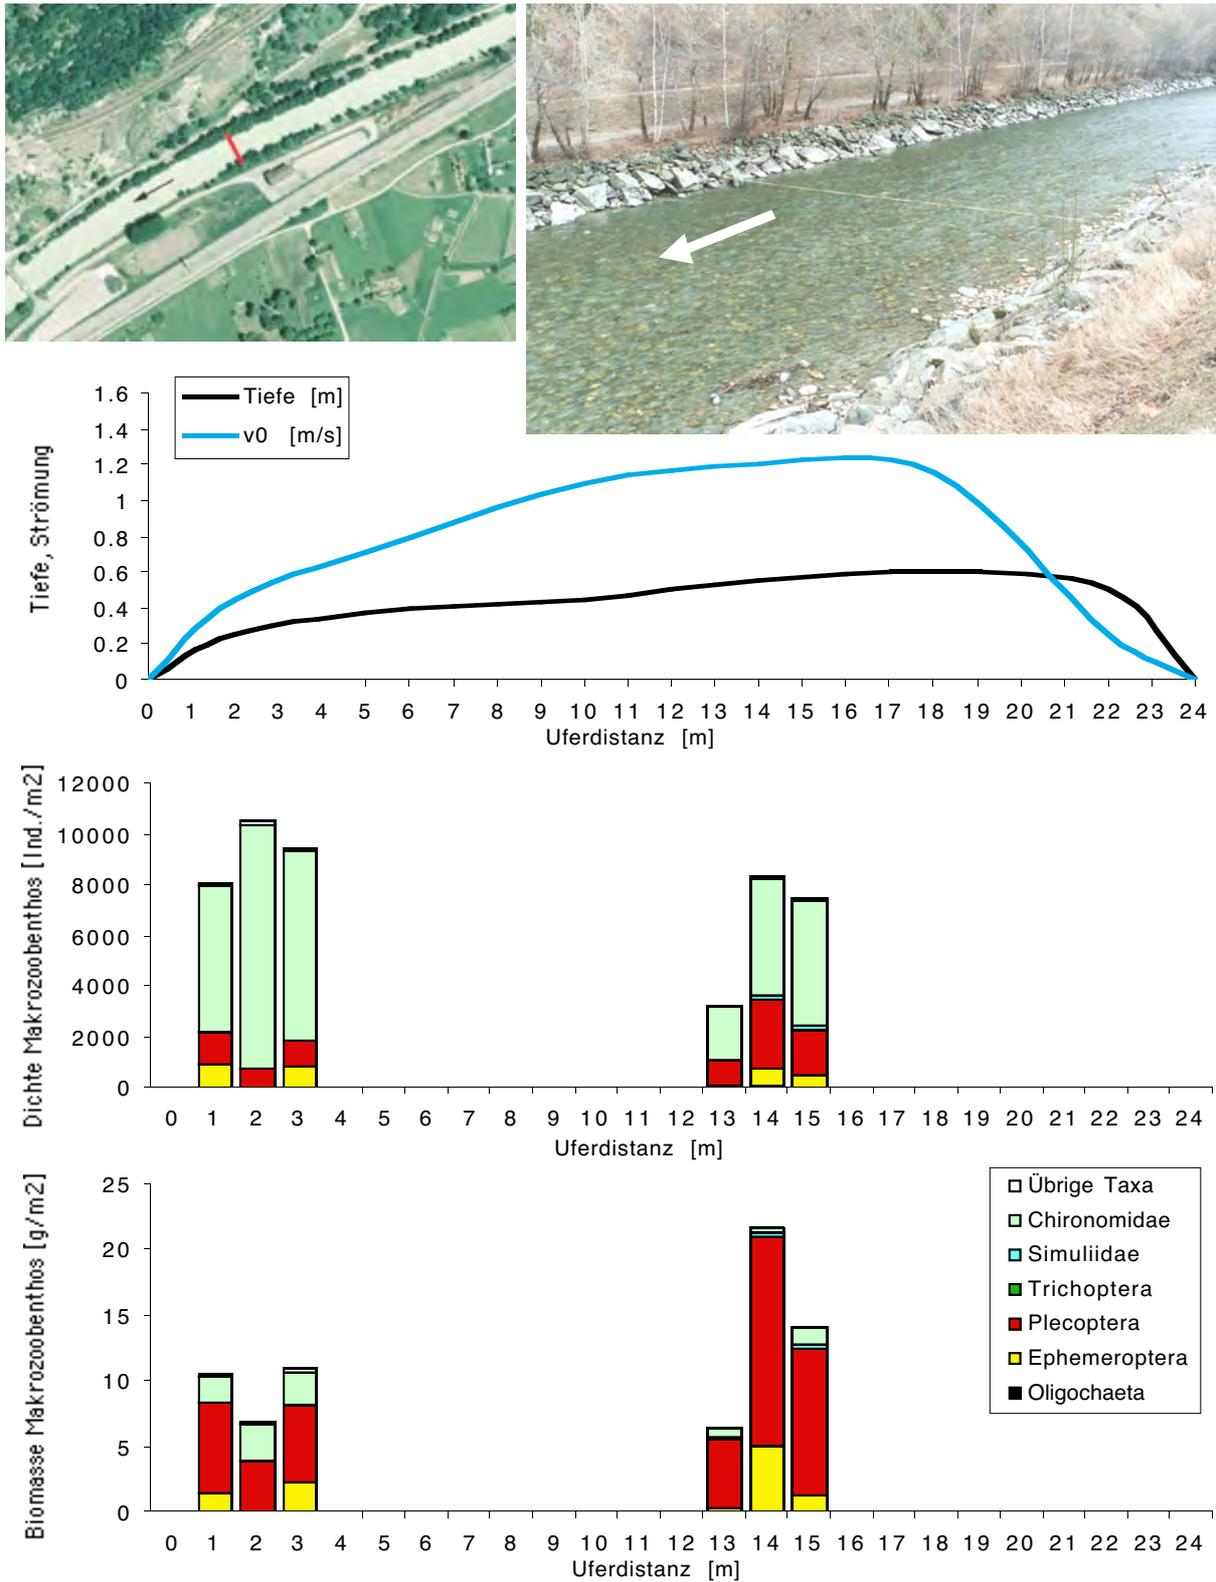 1.6
1.4
1.2
1
0.8
0.6
0.4
0.2
0
Tiefe [m]
v0 [m/s]
Tiefe, Strömung
0 1 2 3 4 5 6 7 8 9 10 11 12 13 14 15 16 17 18 19 20 21 22 23 24
Uferdistanz [m]
Dichte Makrozoobenthos [Ind./m2]
12000
10000
8000
6000
4000
2000
0
0 1 2 3 4 5 6 7 8 9 10 11 12 13 14 15 16 17 18 19 20 21 22 23 24
Uferdistanz [m]
Biomasse Makrozoobenthos [g/m2]
25
20
15
10
5
0
Übrige Taxa
Chironomidae
Simuliidae
Trichoptera
Plecoptera
Ephemeroptera
Oligochaeta
0 1 2 3 4 5 6 7 8 9 10 11 12 13 14 15 16 17 18 19 20 21 22 23 24
Uferdistanz [m]